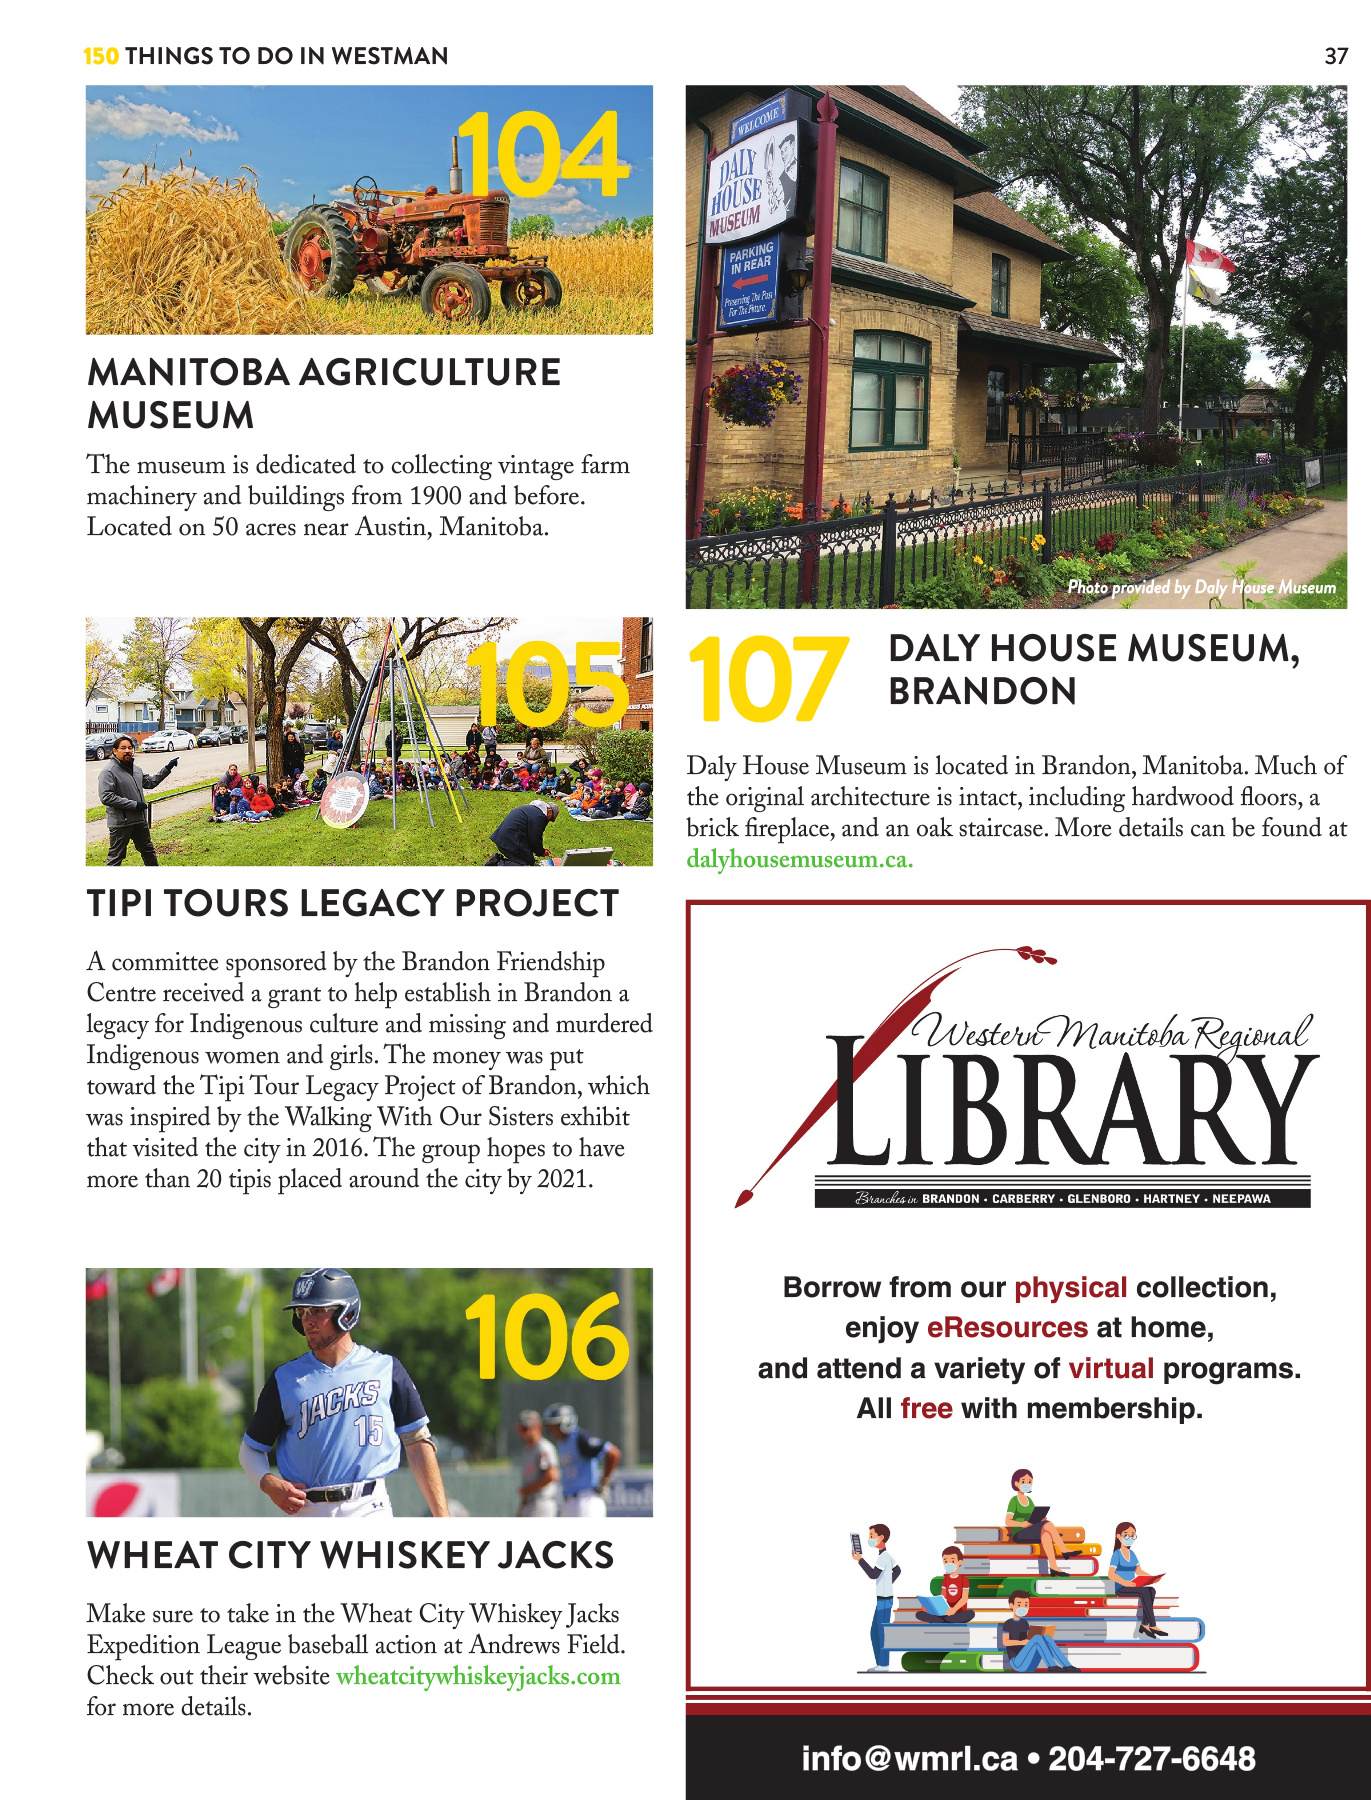 150 THINGS TO DO IN WESTMAN
37
104
MANITOBA AGRICULTURE
MUSEUM
The museum is dedicated to collecting vintage farm
machinery and buildings from 1900 and before.
Located on 50 acres near Austin, Manitoba.
105
TIPI TOURS LEGACY PROJECT
A committee sponsored by the Brandon Friendship
Centre received a grant to help establish in Brandon a
legacy for Indigenous culture and missing and murdered
Indigenous women and girls. The money was put
toward the Tipi Tour Legacy Project of Brandon, which
was inspired by the Walking With Our Sisters exhibit
that visited the city in 2016. The group hopes to have
more than 20 tipis placed around the city by 2021.
106
JACKS
15
WHEAT CITY WHISKEY JACKS
Make sure to take in the Wheat City Whiskey Jacks
Expedition League baseball action at Andrews Field.
Check out their website wheatcitywhiskeyjacks.com
for more details.
WELCOME
DALY
HOUSE
MUSEUM
PARKING
IN REAR
Preserving The Past
For The Future.
Photo provided by Daly House Museum
107
DALY HOUSE MUSEUM,
BRANDON
Daly House Museum is located in Brandon, Manitoba. Much of
the original architecture is intact, including hardwood floors, a
brick fireplace, and an oak staircase. More details can be found at
dalyhousemuseum.ca.
Western Manitoba Regional
LIBRARY
Branches in BRANDON • CARBERRY • GLENBORO • HARTNEY • NEEPAWA
Borrow from our physical collection,
enjoy eResources at home,
and attend a variety of virtual programs.
All free with membership.
info@wmrl.ca • 204-727-6648